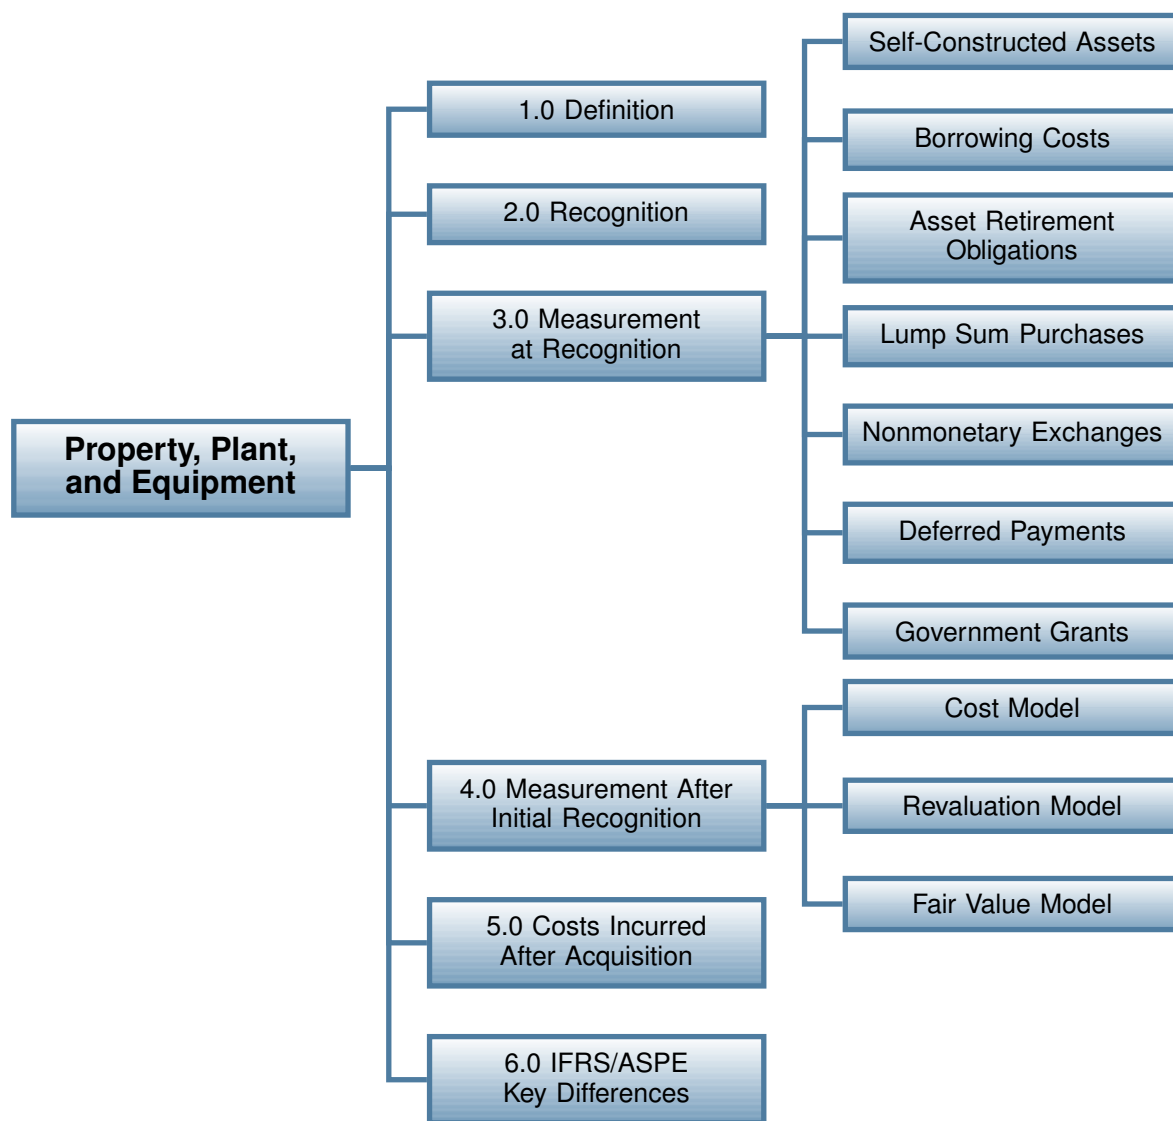 Property, Plant,
and Equipment
1.0 Definition
2.0 Recognition
3.0 Measurement
at Recognition
Self-Constructed Assets
Borrowing Costs
Asset Retirement
Obligations
Lump Sum Purchases
Nonmonetary Exchanges
Deferred Payments
Government Grants
4.0 Measurement After
Initial Recognition
Cost Model
Revaluation Model
Fair Value Model
5.0 Costs Incurred
After Acquisition
6.0 IFRS/ASPE
Key Differences